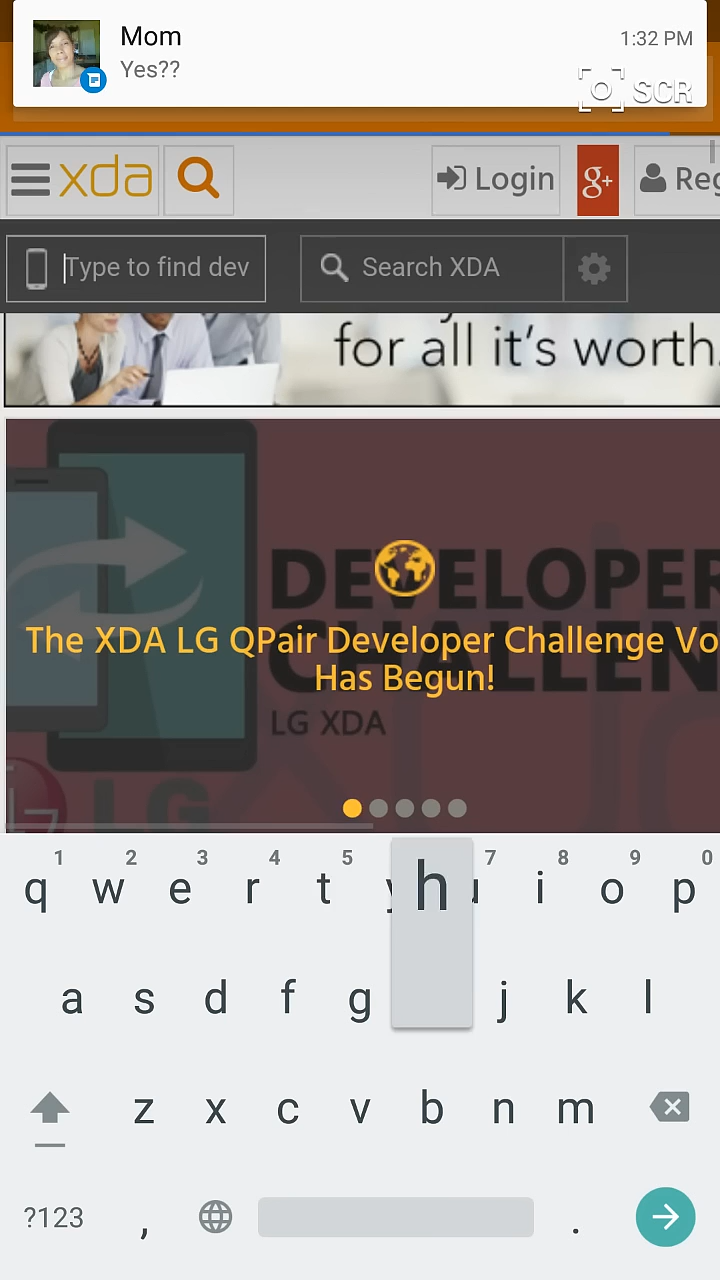 Mom 1:32 PM
Yes??
SCR
xda Login g+ Reg
Type to find dev Search XDA
for all it's worth.
DEVELOPER
The XDA LG QPair Developer Challenge Vo
CHALLEN
Has Begun!
LG XDA
LG
1 2 3 4 5 7 8 9 0
q w e r t y h u i o p
a s d f g j k l
z x c v b n m
?123 , .